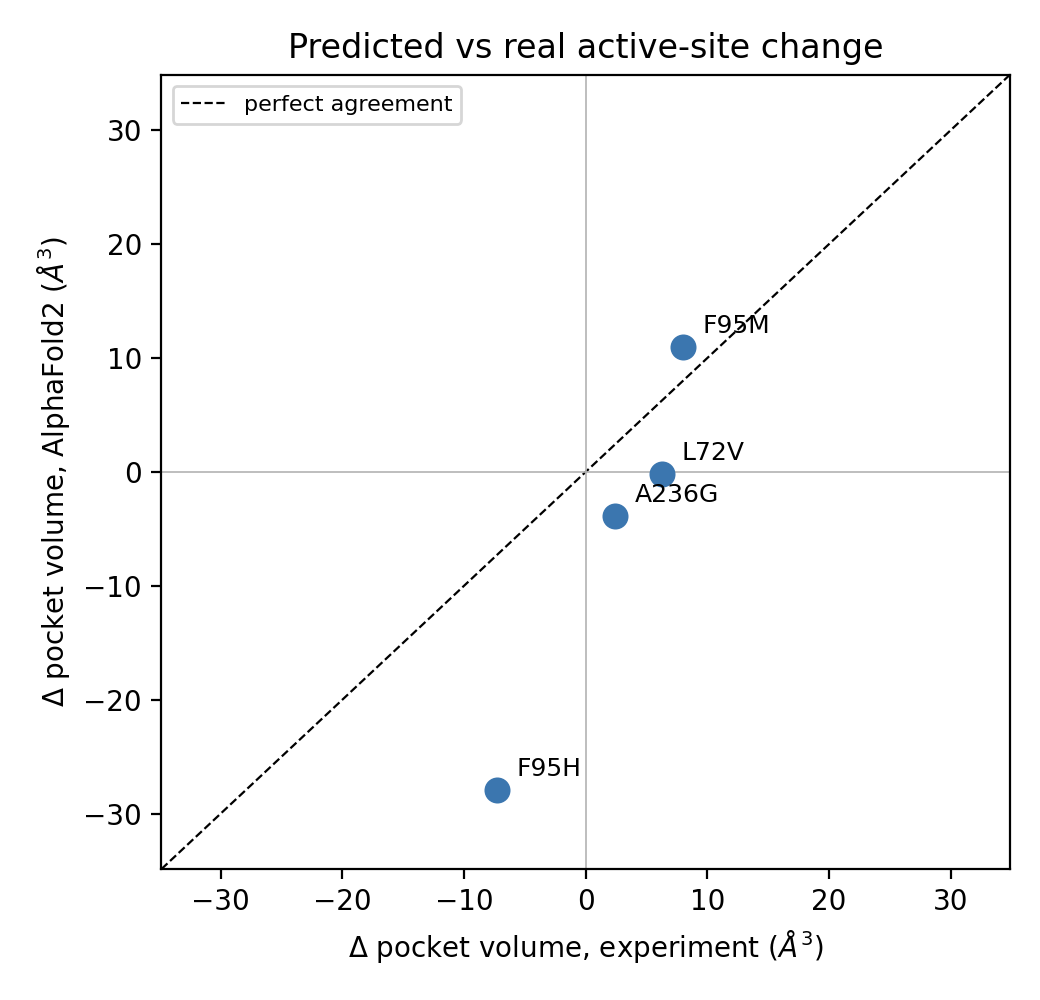 Predicted vs real active-site change
perfect agreement
Δ pocket volume, AlphaFold2 (Å³)
30
20
10
0
−10
−20
−30
F95M
L72V
A236G
F95H
−30
−20
−10
0
10
20
30
Δ pocket volume, experiment (Å³)